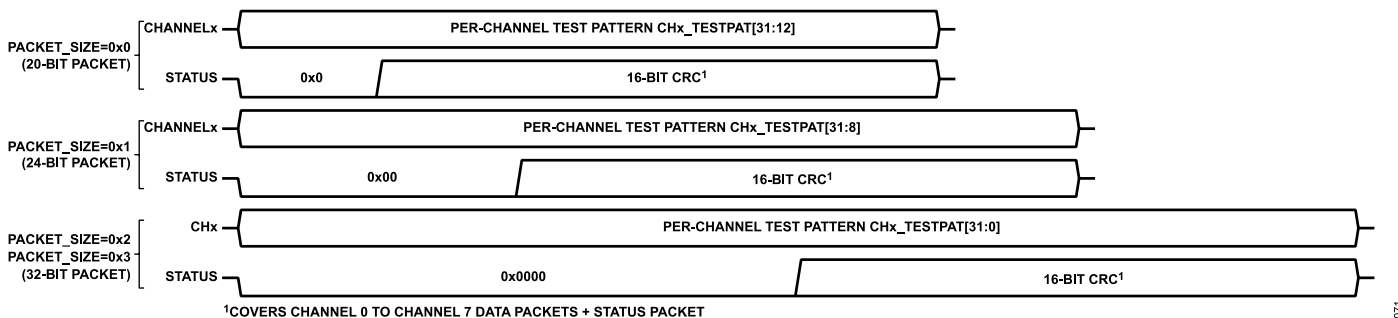 CHANNELx
PER-CHANNEL TEST PATTERN CHx_TESTPAT[31:12]
PACKET_SIZE=0x0
(20-BIT PACKET)
STATUS
0x0
16-BIT CRC1
CHANNELx
PER-CHANNEL TEST PATTERN CHx_TESTPAT[31:8]
PACKET_SIZE=0x1
(24-BIT PACKET)
STATUS
0x00
16-BIT CRC1
CHx
PER-CHANNEL TEST PATTERN CHx_TESTPAT[31:0]
PACKET_SIZE=0x2
PACKET_SIZE=0x3
(32-BIT PACKET)
STATUS
0x0000
16-BIT CRC1
1COVERS CHANNEL 0 TO CHANNEL 7 DATA PACKETS + STATUS PACKET